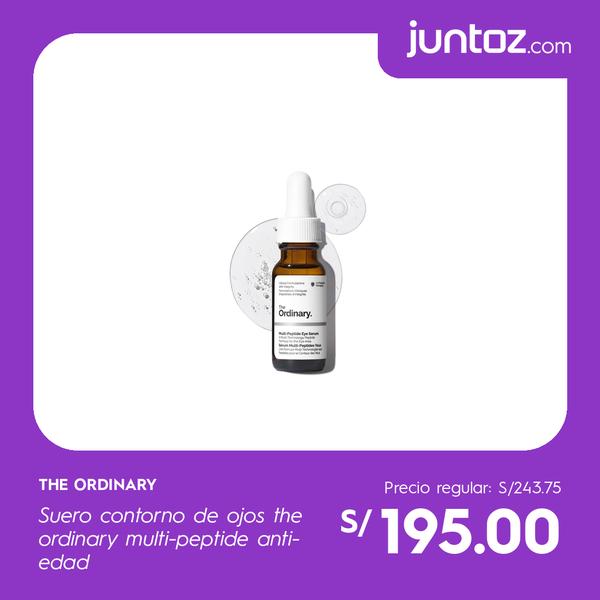 juntoz.com
The
Ordinary.
Multi-Peptide Eye Serum
Sérum Multi-Peptides Yeux
THE ORDINARY
Suero contorno de ojos the
ordinary multi-peptide anti-
edad
Precio regular: S/243.75
S/195.00